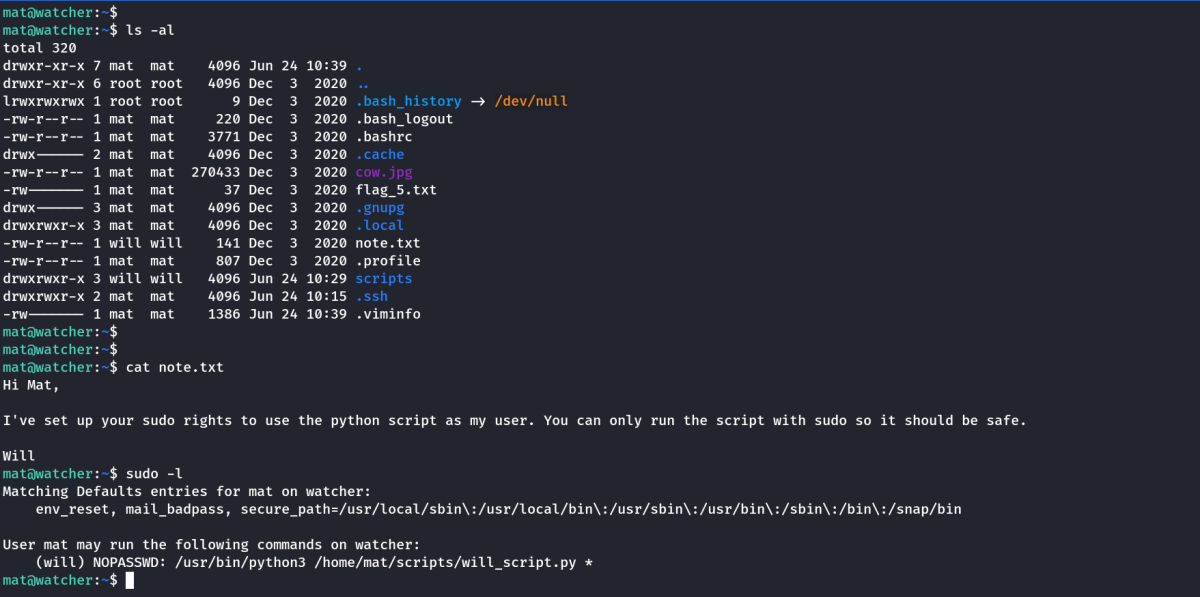 mat@watcher:~$
mat@watcher:~$ ls -al
total 320
drwxr-xr-x 7 mat  mat    4096 Jun 24 10:39 .
drwxr-xr-x 6 root root   4096 Dec  3  2020 ..
lrwxrwxrwx 1 root root      9 Dec  3  2020 .bash_history -> /dev/null
-rw-r--r-- 1 mat  mat     220 Dec  3  2020 .bash_logout
-rw-r--r-- 1 mat  mat    3771 Dec  3  2020 .bashrc
drwx------ 2 mat  mat    4096 Dec  3  2020 .cache
-rw-r--r-- 1 mat  mat  270433 Dec  3  2020 cow.jpg
-rw------- 1 mat  mat      37 Dec  3  2020 flag_5.txt
drwx------ 3 mat  mat    4096 Dec  3  2020 .gnupg
drwxrwxr-x 3 mat  mat    4096 Dec  3  2020 .local
-rw-r--r-- 1 will will    141 Dec  3  2020 note.txt
-rw-r--r-- 1 mat  mat     807 Dec  3  2020 .profile
drwxrwxr-x 3 will will   4096 Jun 24 10:29 scripts
drwxrwxr-x 2 mat  mat    4096 Jun 24 10:15 .ssh
-rw------- 1 mat  mat    1386 Jun 24 10:39 .viminfo
mat@watcher:~$
mat@watcher:~$
mat@watcher:~$ cat note.txt
Hi Mat,

I've set up your sudo rights to use the python script as my user. You can only run the script with sudo so it should be safe.

Will
mat@watcher:~$ sudo -l
Matching Defaults entries for mat on watcher:
    env_reset, mail_badpass, secure_path=/usr/local/sbin\:/usr/local/bin\:/usr/sbin\:/usr/bin\:/sbin\:/bin\:/snap/bin

User mat may run the following commands on watcher:
    (will) NOPASSWD: /usr/bin/python3 /home/mat/scripts/will_script.py *
mat@watcher:~$